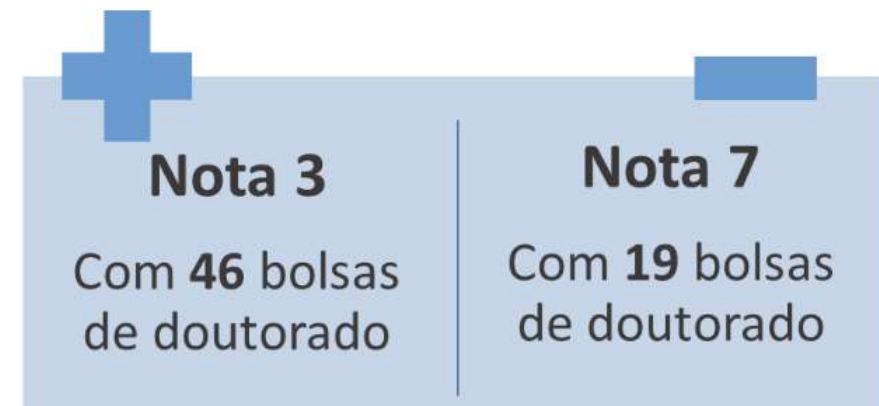 Nota 3
Com 46 bolsas
de doutorado
Nota 7
Com 19 bolsas
de doutorado